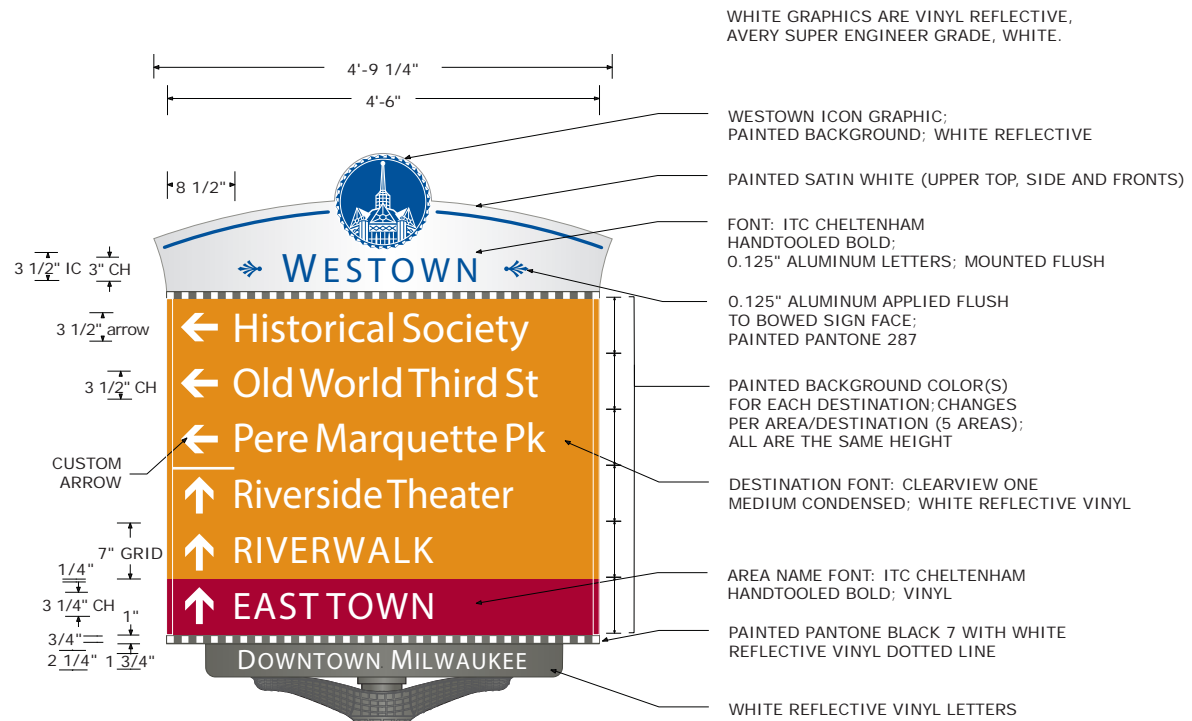 WHITE GRAPHICS ARE VINYL REFLECTIVE,
AVERY SUPER ENGINEER GRADE, WHITE.
4'-9 1/4"
4'-6"
8 1/2"
WESTOWN ICON GRAPHIC;
PAINTED BACKGROUND; WHITE REFLECTIVE
PAINTED SATIN WHITE (UPPER TOP, SIDE AND FRONTS)
FONT: ITC CHELTENHAM
HANDTOOLED BOLD;
0.125" ALUMINUM LETTERS; MOUNTED FLUSH
3 1/2" IC
3" CH
WESTOWN
0.125" ALUMINUM APPLIED FLUSH
TO BOWED SIGN FACE;
PAINTED PANTONE 287
3 1/2" arrow
Historical Society
3 1/2" CH
Old World Third St
PAINTED BACKGROUND COLOR(S)
FOR EACH DESTINATION; CHANGES
PER AREA/DESTINATION (5 AREAS);
ALL ARE THE SAME HEIGHT
Pere Marquette Pk
CUSTOM
ARROW
Riverside Theater
DESTINATION FONT: CLEARVIEW ONE
MEDIUM CONDENSED; WHITE REFLECTIVE VINYL
7" GRID
RIVERWALK
1/4"
3 1/4" CH
1"
EAST TOWN
AREA NAME FONT: ITC CHELTENHAM
HANDTOOLED BOLD; VINYL
3/4"
2 1/4"
1 3/4"
PAINTED PANTONE BLACK 7 WITH WHITE
REFLECTIVE VINYL DOTTED LINE
DOWNTOWN MILWAUKEE
WHITE REFLECTIVE VINYL LETTERS